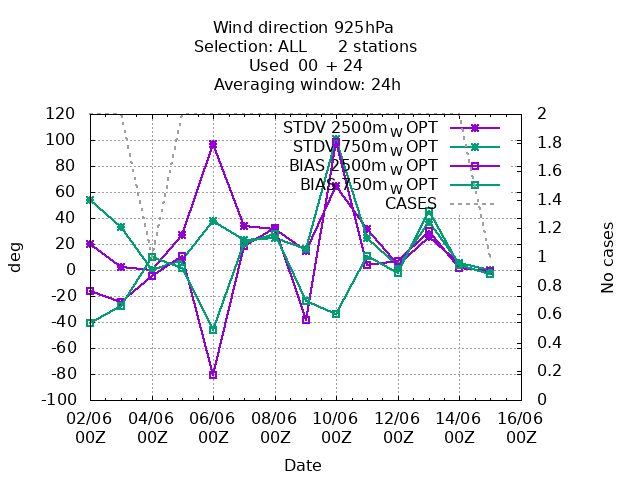 Wind direction 925hPa
Selection: ALL 2 stations
Used 00 + 24
Averaging window: 24h
STDV 2500m_W OPT
STDV 750m_W OPT
BIAS 2500m_W OPT
BIAS 750m_W OPT
CASES
120
100
80
60
40
20
0
-20
-40
-60
-80
-100
deg
2
1.8
1.6
1.4
1.2
1
0.8
0.6
0.4
0.2
0
No cases
02/06 04/06 06/06 08/06 10/06 12/06 14/06 16/06
00Z 00Z 00Z 00Z 00Z 00Z 00Z 00Z
Date